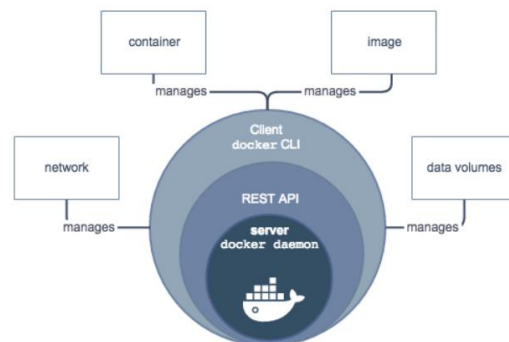 container
image
manages
manages
Client
docker CLI
network
REST API
data volumes
server
docker daemon
manages
manages